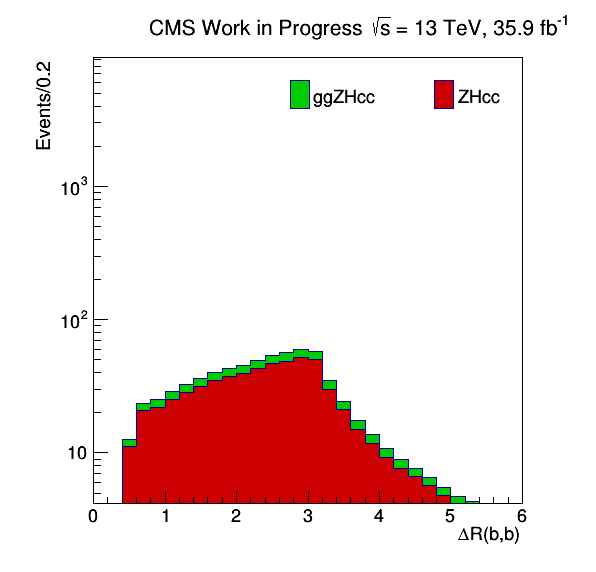 CMS Work in Progress √s = 13 TeV, 35.9 fb⁻¹
Events/0.2
ggZHcc
ZHcc
10³
10²
10
0 1 2 3 4 5 6
ΔR(b,b)